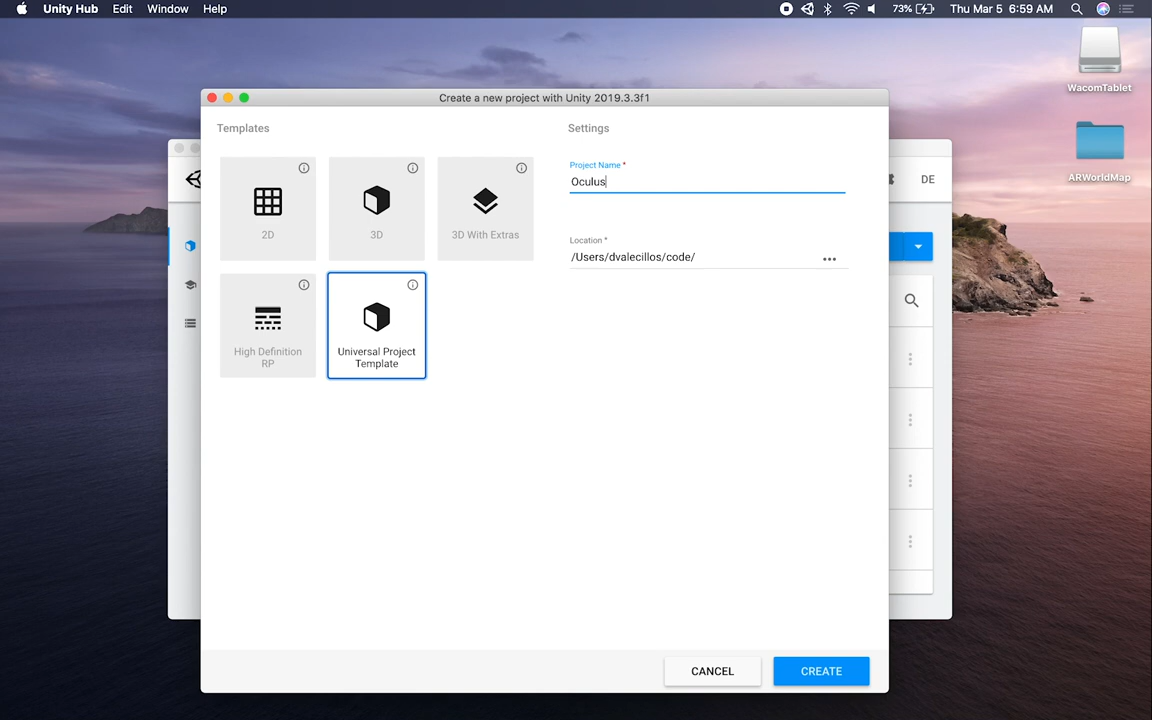 Unity Hub Edit Window Help
73% Thu Mar 5 6:59 AM
WacomTablet
ARWorldMap
Create a new project with Unity 2019.3.3f1
Templates
Settings
2D
3D
3D With Extras
High Definition
RP
Universal Project
Template
Project Name *
Oculus
Location *
/Users/dvalecillos/code/
•••
DE
CANCEL
CREATE